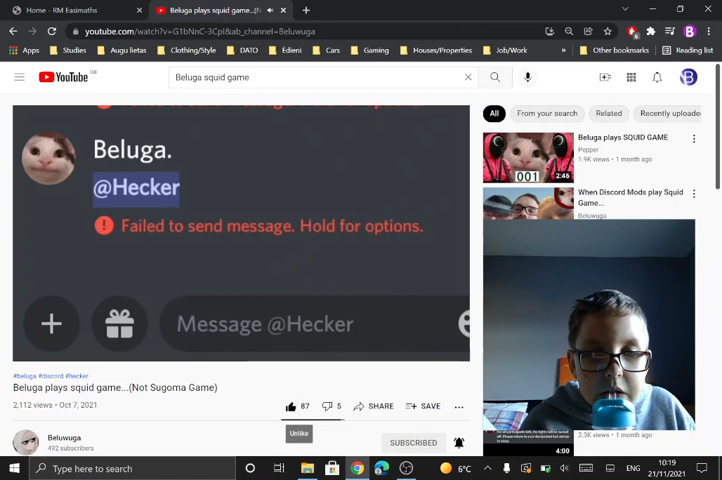 Home - RM Easimaths
Beluga plays squid game...(N
youtube.com/watch?v=G1bNnC-3CpI&ab_channel=Beluwuga
Apps
Studies
Augu lietas
Clothing/Style
DATO
Edieni
Cars
Gaming
Houses/Properties
Job/Work
»
Other bookmarks
Reading list
YouTube
Beluga squid game
B
All
From your search
Related
Recently uploaded
Beluga.
@Hecker
Failed to send message. Hold for options.
Message @Hecker
001
2:46
Beluga plays SQUID GAME
Pepper
1.9K views • 1 month ago
When Discord Mods play Squid
Game...
Beluwuga
#beluga #discord #hecker
Beluga plays squid game...(Not Sugoma Game)
2,112 views • Oct 7, 2021
87
5
SHARE
SAVE
Unlike
Beluwuga
492 subscribers
SUBSCRIBED
2.3K views • 1 month ago
4:00
Type here to search
6°C
ENG
10:19
21/11/2021